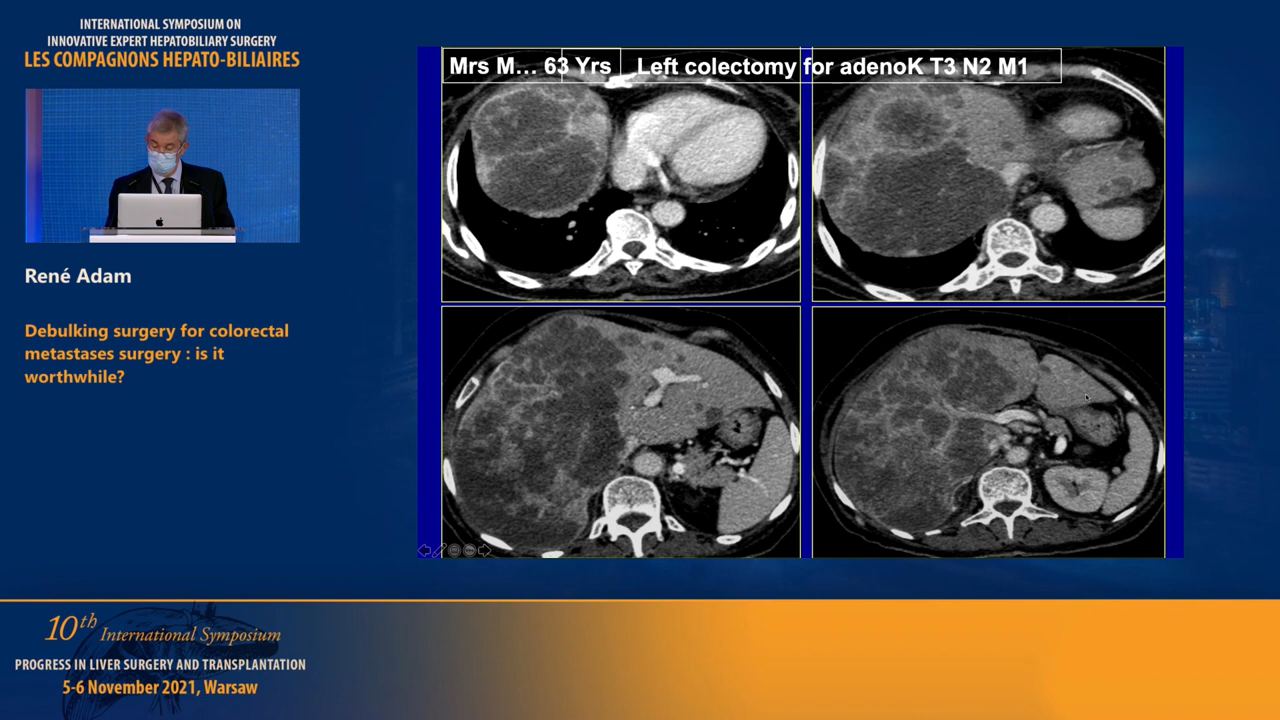 INTERNATIONAL SYMPOSIUM ON
INNOVATIVE EXPERT HEPATOBILIARY SURGERY
LES COMPAGNONS HEPATO-BILIAIRES
Mrs M... 63 Yrs Left colectomy for adenoK T3 N2 M1
René Adam
Debulking surgery for colorectal
metastases surgery : is it
worthwhile?
10th International Symposium
PROGRESS IN LIVER SURGERY AND TRANSPLANTATION
5-6 November 2021, Warsaw